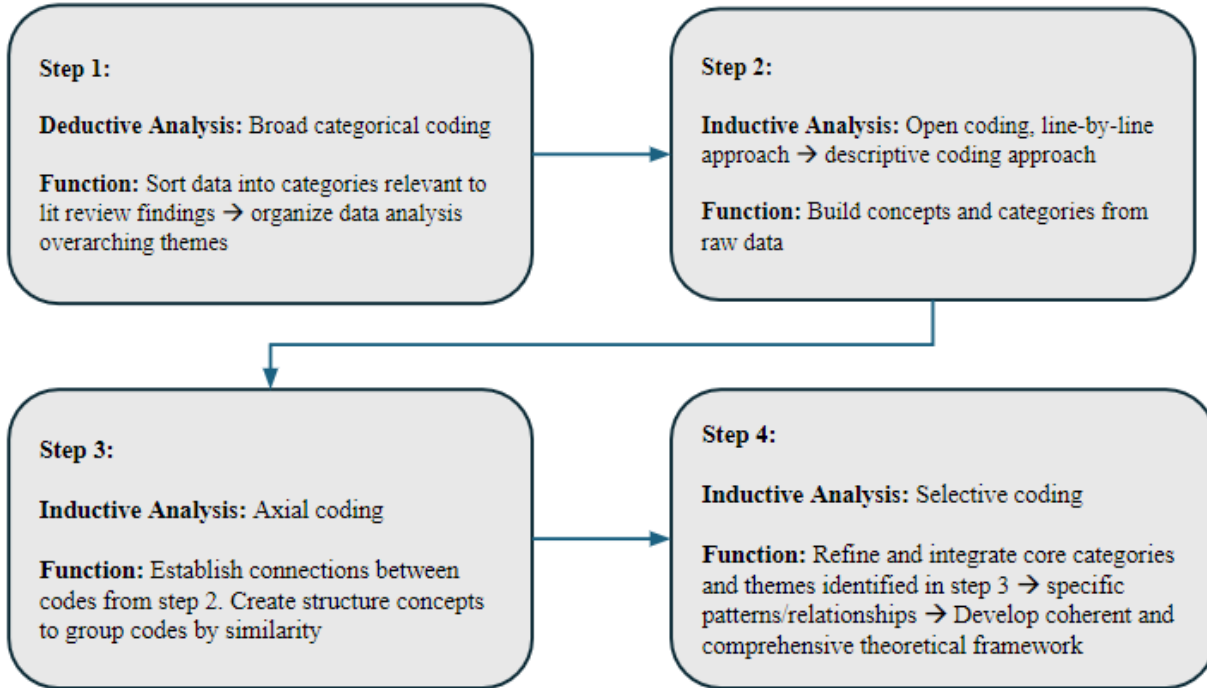 Step 1:
Deductive Analysis: Broad categorical coding
Function: Sort data into categories relevant to
lit review findings → organize data analysis
overarching themes
Step 2:
Inductive Analysis: Open coding, line-by-line
approach → descriptive coding approach
Function: Build concepts and categories from
raw data
Step 3:
Inductive Analysis: Axial coding
Function: Establish connections between
codes from step 2. Create structure concepts
to group codes by similarity
Step 4:
Inductive Analysis: Selective coding
Function: Refine and integrate core categories
and themes identified in step 3 → specific
patterns/relationships → Develop coherent and
comprehensive theoretical framework